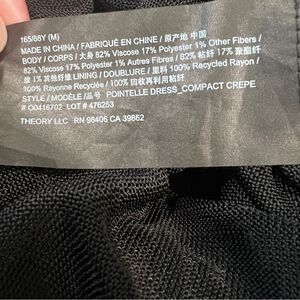 165/88Y (M)
MADE IN CHINA / FABRIQUÉ EN CHINE / 原产地 中国
BODY / CORPS / 大身 82% Viscose 17% Polyester 1% Other Fibers /
82% Viscose 17% Polyester 1% Autres Fibres / 82% 粘纤 17% 聚酯纤
维 1% 其他纤维 LINING / DOUBLURE / 里料 100% Recycled Rayon /
100% Rayonne Recyclée / 100% 回收再利用粘纤
STYLE / MODÈLE / 品号 POINTELLE DRESS_COMPACT CREPE
# O0416702 LOT # 476253
THEORY LLC RN 98406 CA 39862